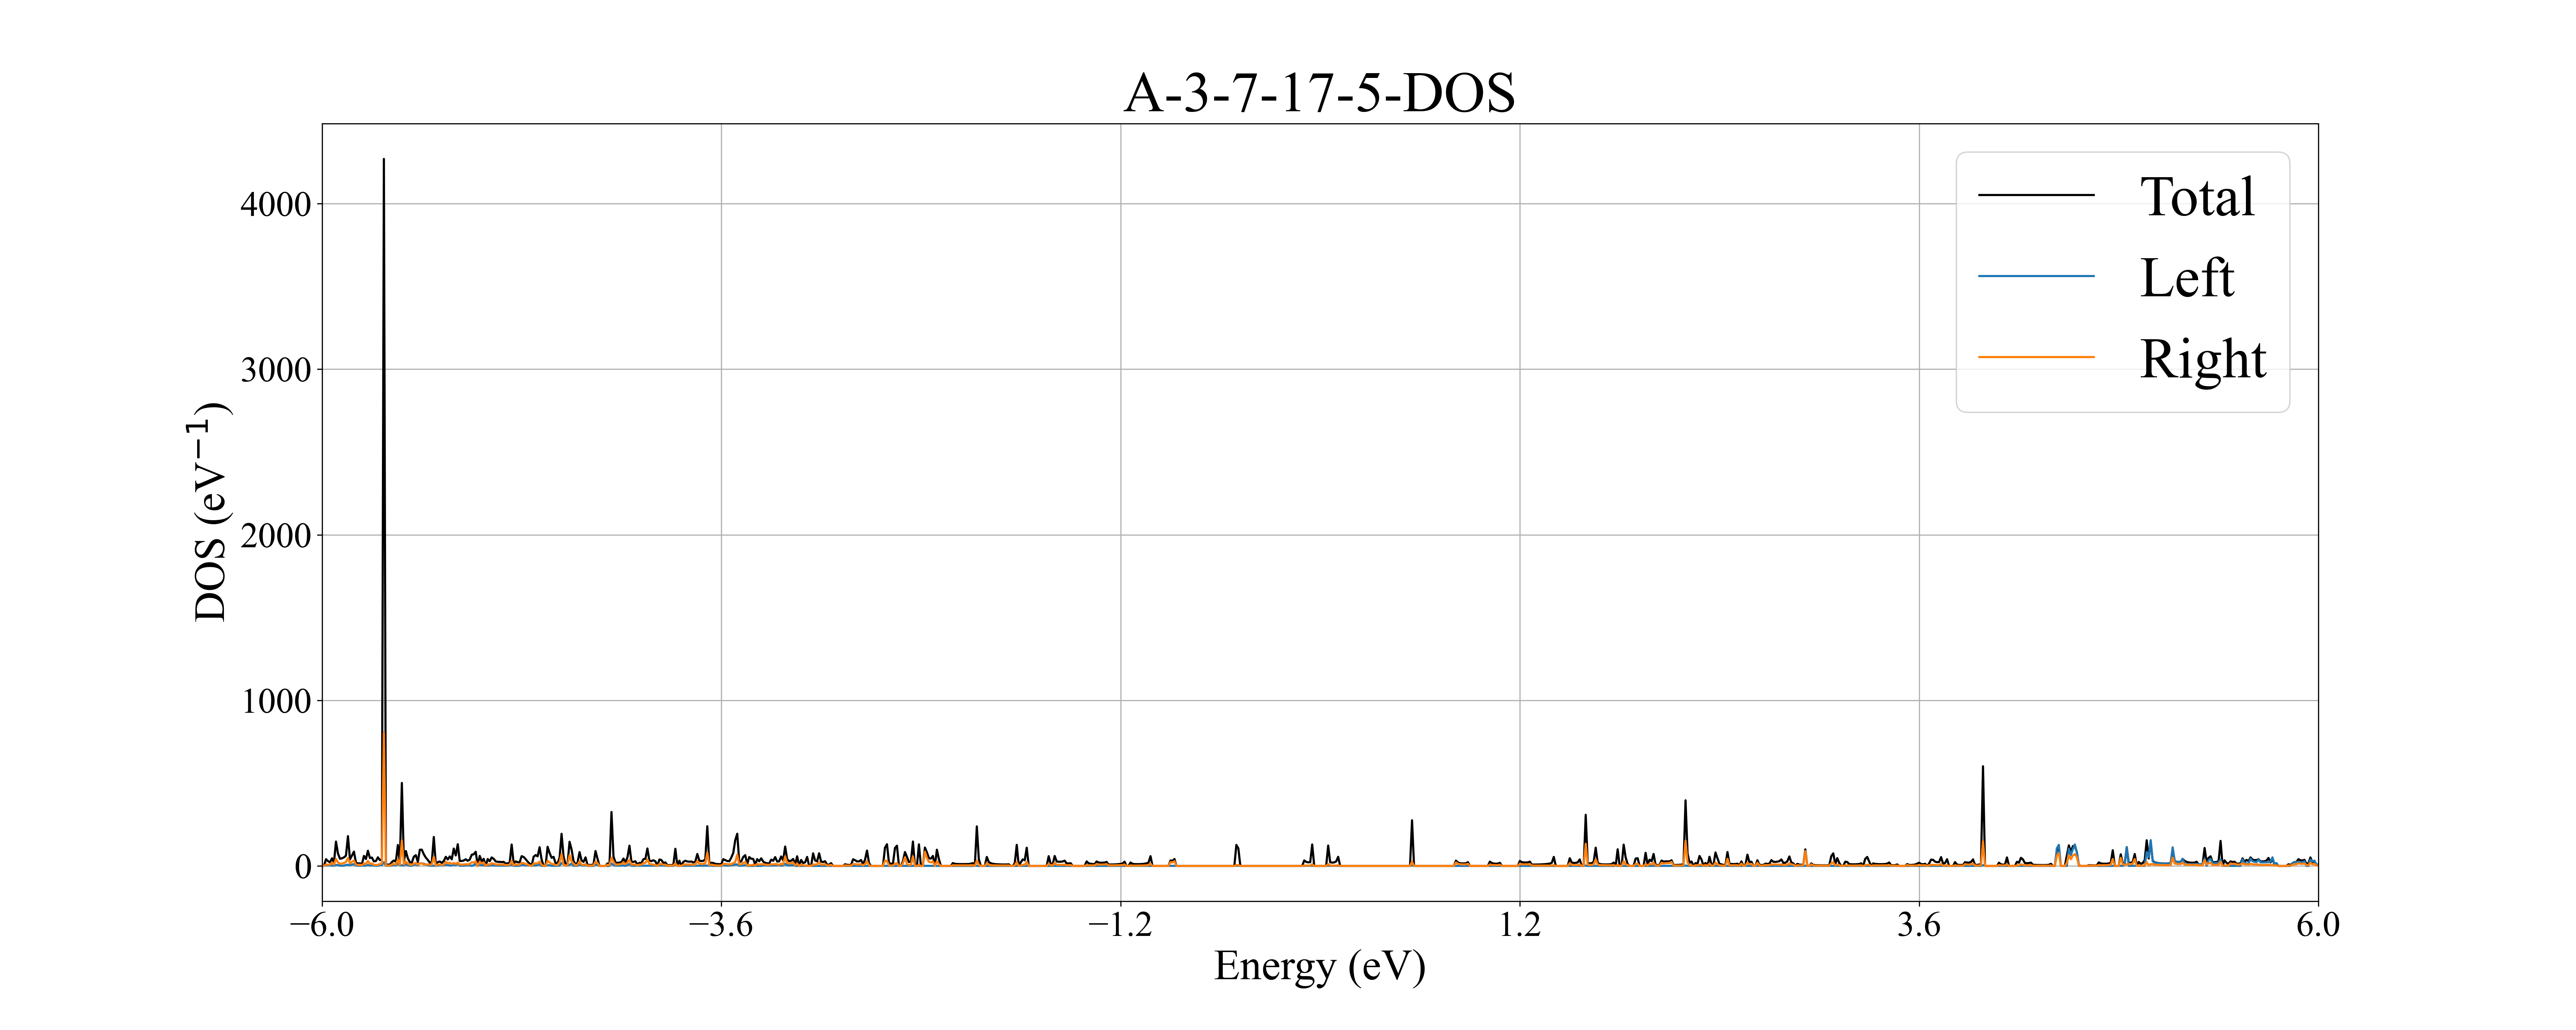 A-3-7-17-5-DOS
Total
Left
Right
DOS (eV⁻¹)
4000
3000
2000
1000
0
−6.0 −3.6 −1.2 1.2 3.6 6.0
Energy (eV)